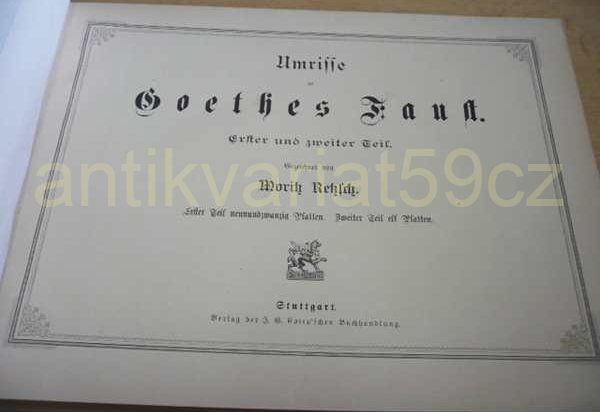 Umrisse
zu
Goethes Faust.
Erster und zweiter Teil.
Gezeichnet von
Moritz Retzsch.
Erster Teil neunundzwanzig Platten. Zweiter Teil elf Platten.
antikvariat59cz
Stuttgart.
Verlag der J. G. Cotta'schen Buchhandlung.